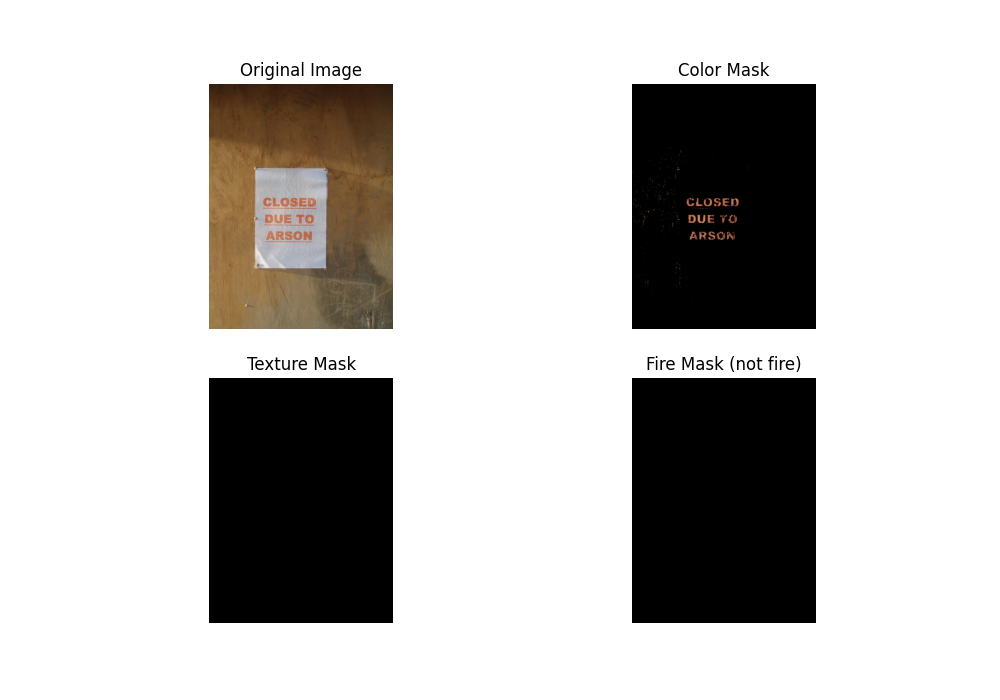 Original Image
Color Mask
CLOSED
DUE TO
ARSON
CLOSED
DUE TO
ARSON
Texture Mask
Fire Mask (not fire)